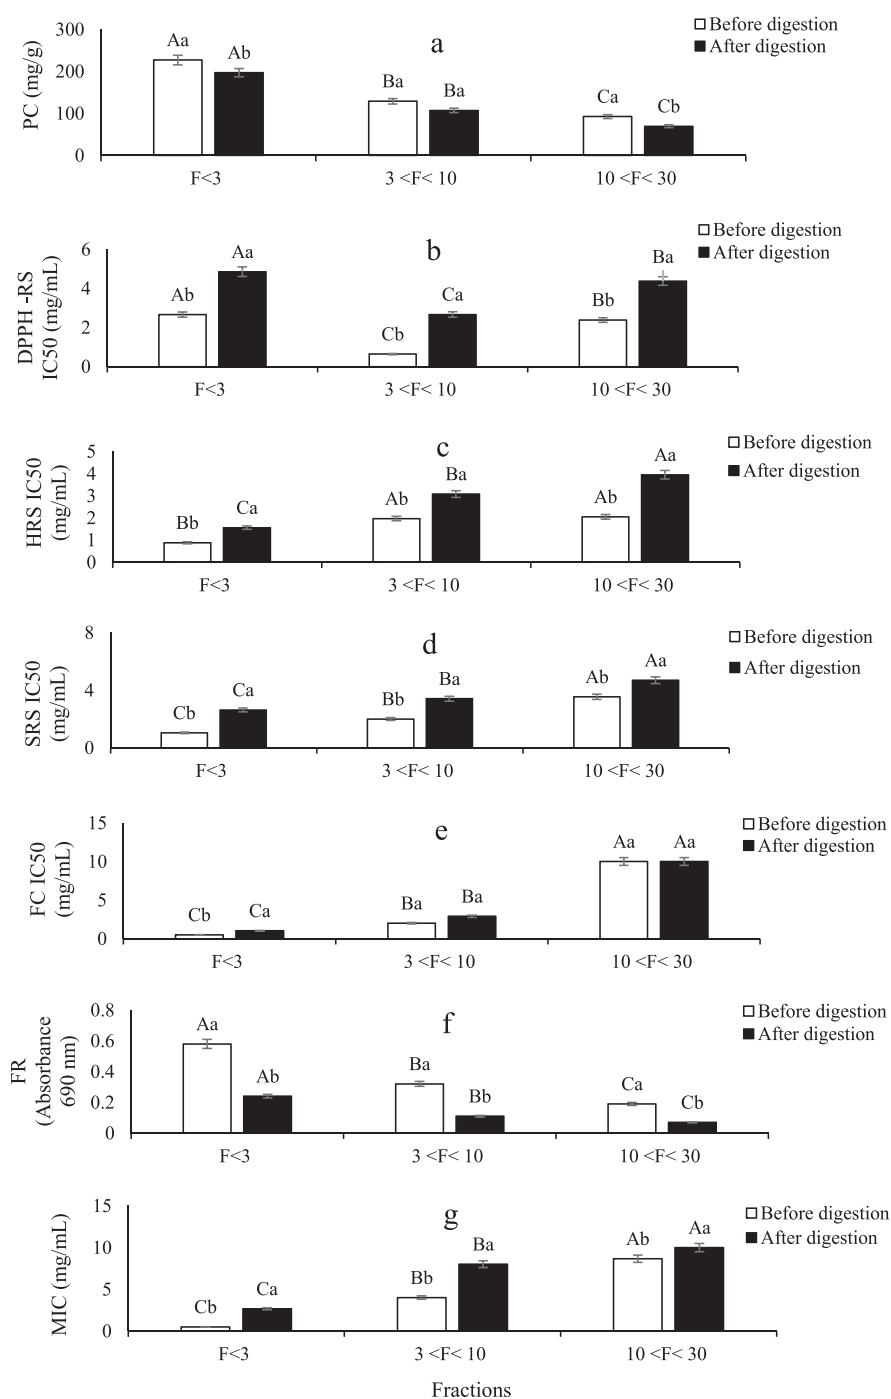 Before digestion
After digestion
a
PC (mg/g)
300
200
100
0
Aa
Ab
Ba
Ba
Ca
Cb
F<3
3 <F< 10
10 <F< 30
Before digestion
After digestion
b
DPPH -RS
IC50 (mg/mL)
6
4
2
0
Ab
Aa
Cb
Ca
Bb
Ba
F<3
3 <F< 10
10 <F< 30
Before digestion
After digestion
c
HRS IC50
(mg/mL)
5
4
3
2
1
0
Bb
Ca
Ab
Ba
Ab
Aa
F<3
3 <F< 10
10 <F< 30
Before digestion
After digestion
d
SRS IC50
(mg/mL)
8
4
0
Cb
Ca
Bb
Ba
Ab
Aa
F<3
3 <F< 10
10 <F< 30
Before digestion
After digestion
e
FC IC50
(mg/mL)
15
10
5
0
Cb
Ca
Ba
Ba
Aa
Aa
F<3
3 <F< 10
10 <F< 30
Before digestion
After digestion
f
FR
(Absorbance
690 nm)
0.8
0.6
0.4
0.2
0
Aa
Ab
Ba
Bb
Ca
Cb
F<3
3 <F< 10
10 <F< 30
Before digestion
After digestion
g
MIC (mg/mL)
15
10
5
0
Cb
Ca
Bb
Ba
Ab
Aa
F<3
3 <F< 10
10 <F< 30
Fractions